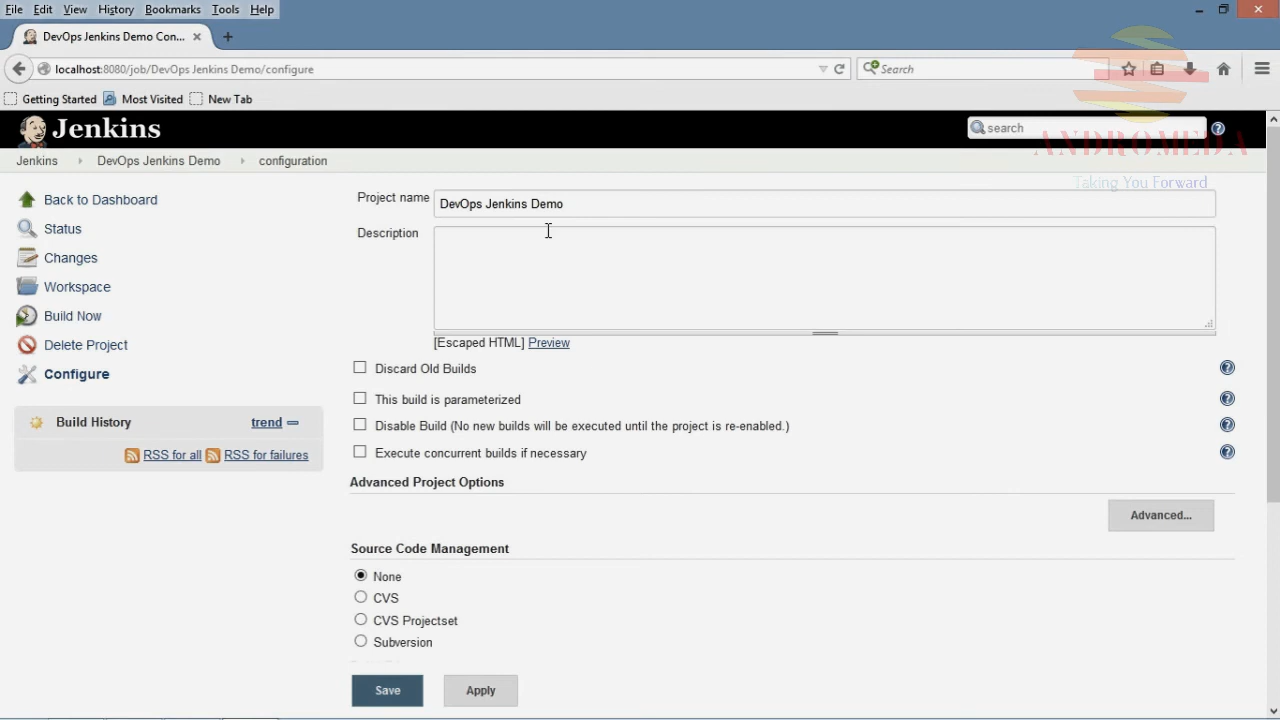 File Edit View History Bookmarks Tools Help
DevOps Jenkins Demo Con... × +
localhost:8080/job/DevOps Jenkins Demo/configure
Search
Getting Started Most Visited New Tab
Jenkins
search
ANDROMEDA
Taking You Forward
Jenkins DevOps Jenkins Demo configuration
Back to Dashboard
Status
Changes
Workspace
Build Now
Delete Project
Configure
Build History trend
RSS for all RSS for failures
Project name DevOps Jenkins Demo
Description
[Escaped HTML] Preview
Discard Old Builds
This build is parameterized
Disable Build (No new builds will be executed until the project is re-enabled.)
Execute concurrent builds if necessary
Advanced Project Options
Advanced...
Source Code Management
None
CVS
CVS Projectset
Subversion
Save Apply